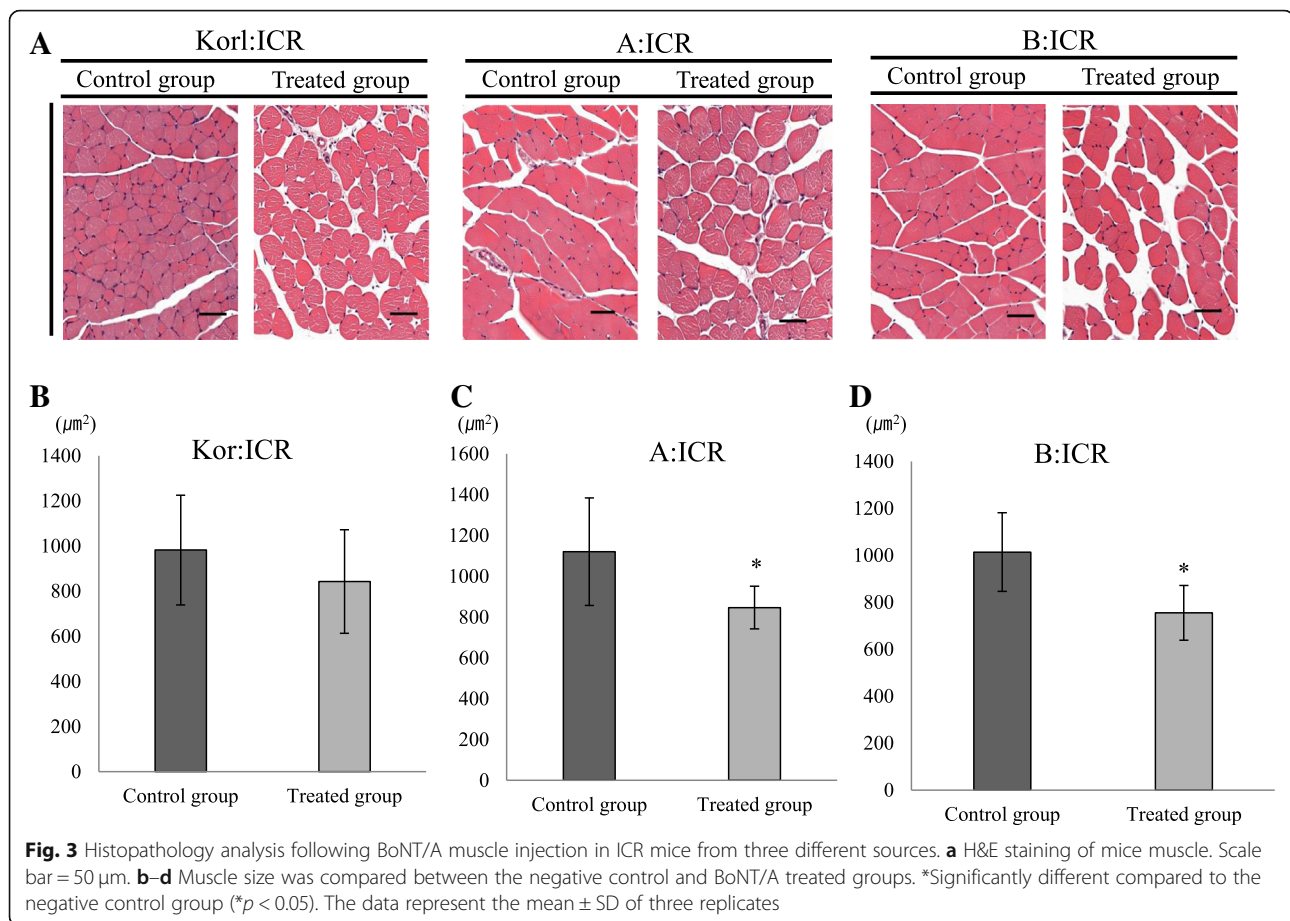 A
Korl:ICR
A:ICR
B:ICR
Control group Treated group
Control group Treated group
Control group Treated group
B
(μm²)
Kor:ICR
1400
1200
1000
800
600
400
200
0
Control group Treated group
C
(μm²)
A:ICR
1600
1400
1200
1000
800
600
400
200
0
*
Control group Treated group
D
(μm²)
B:ICR
1400
1200
1000
800
600
400
200
0
*
Control group Treated group
Fig. 3 Histopathology analysis following BoNT/A muscle injection in ICR mice from three different sources. a H&E staining of mice muscle. Scale
bar = 50 μm. b–d Muscle size was compared between the negative control and BoNT/A treated groups. *Significantly different compared to the
negative control group (*p < 0.05). The data represent the mean ± SD of three replicates